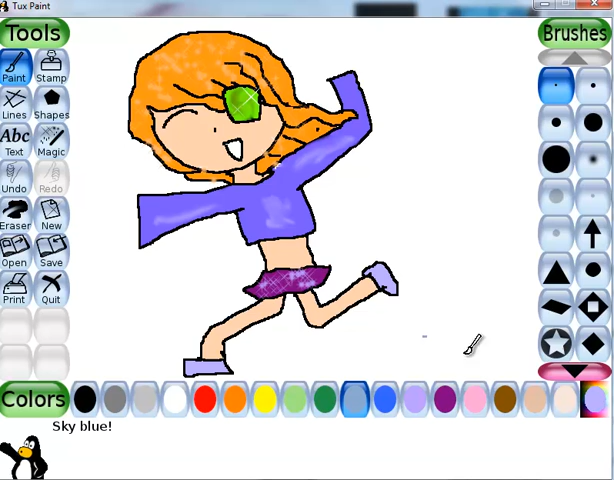 Tux Paint
Tools
Brushes
Paint
Stamp
Lines
Shapes
Abc
Text
Magic
Undo
Redo
Eraser
New
Open
Save
Print
Quit
Colors
Sky blue!